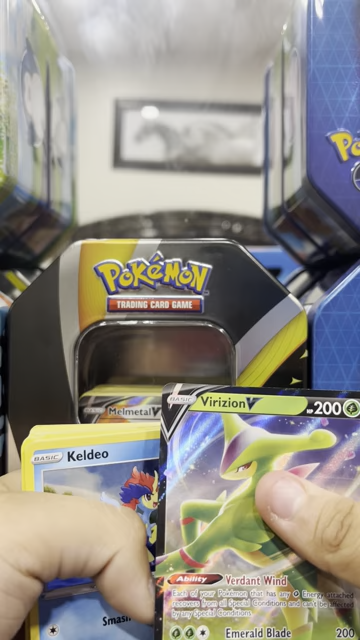 Po
POKÉMON
TRADING CARD GAME
Melmetal V
BASIC Virizion V HP 200
BASIC Keldeo
Ability Verdant Wind
Each of your Pokémon that has any Energy attached
recovers from all Special Conditions and can't be affected
by any Special Conditions.
Smash
Emerald Blade 200